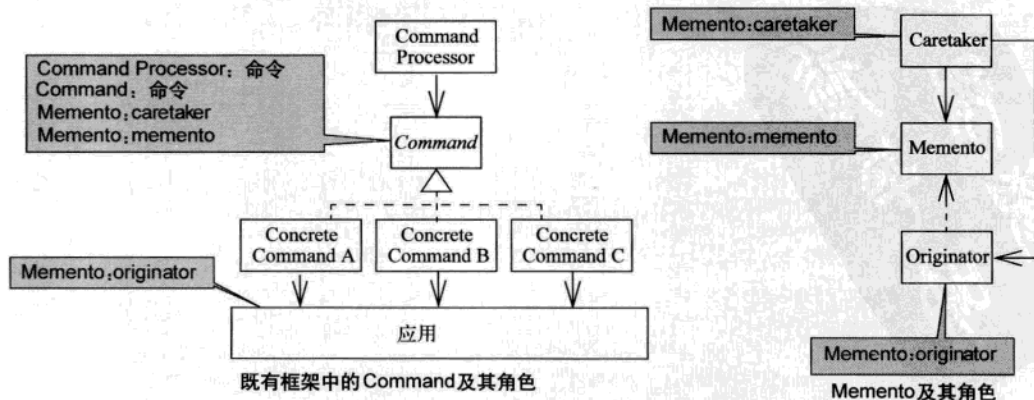 Command Processor：命令
Command：命令
Memento:caretaker
Memento:memento
Command
Processor
Command
Concrete
Command A
Concrete
Command B
Concrete
Command C
Memento:originator
应用
既有框架中的Command及其角色
Memento:caretaker
Caretaker
Memento:memento
Memento
Originator
Memento:originator
Memento及其角色